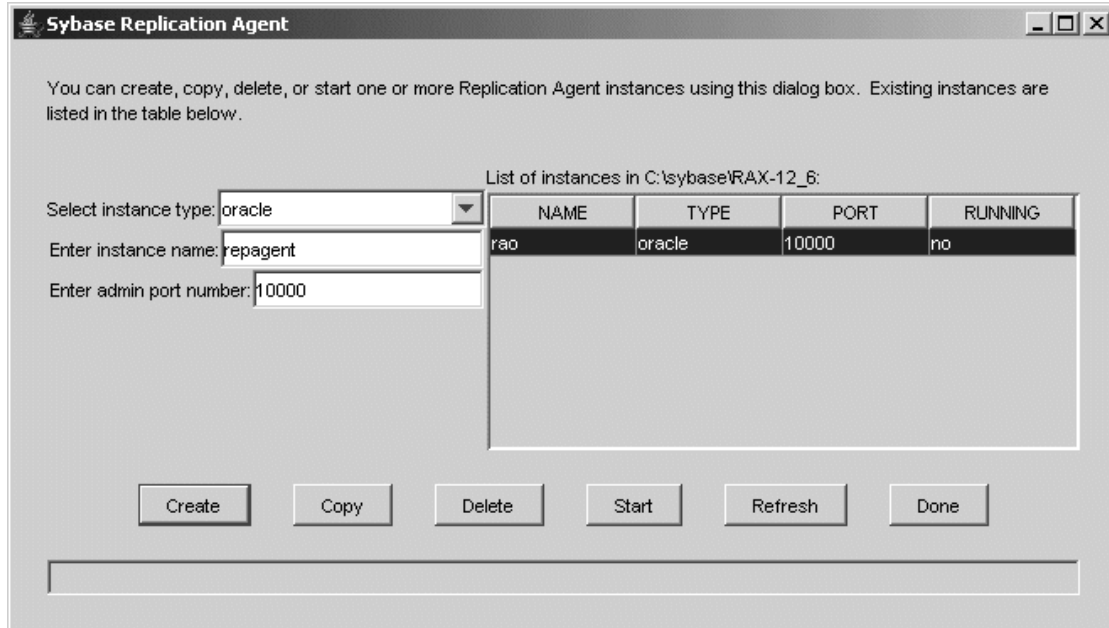 Sybase Replication Agent
You can create, copy, delete, or start one or more Replication Agent instances using this dialog box. Existing instances are
listed in the table below.
Select instance type: oracle
Enter instance name: repagent
Enter admin port number: 10000
List of instances in C:\sybase\RAX-12_6:
NAME TYPE PORT RUNNING
rao oracle 10000 no
Create Copy Delete Start Refresh Done